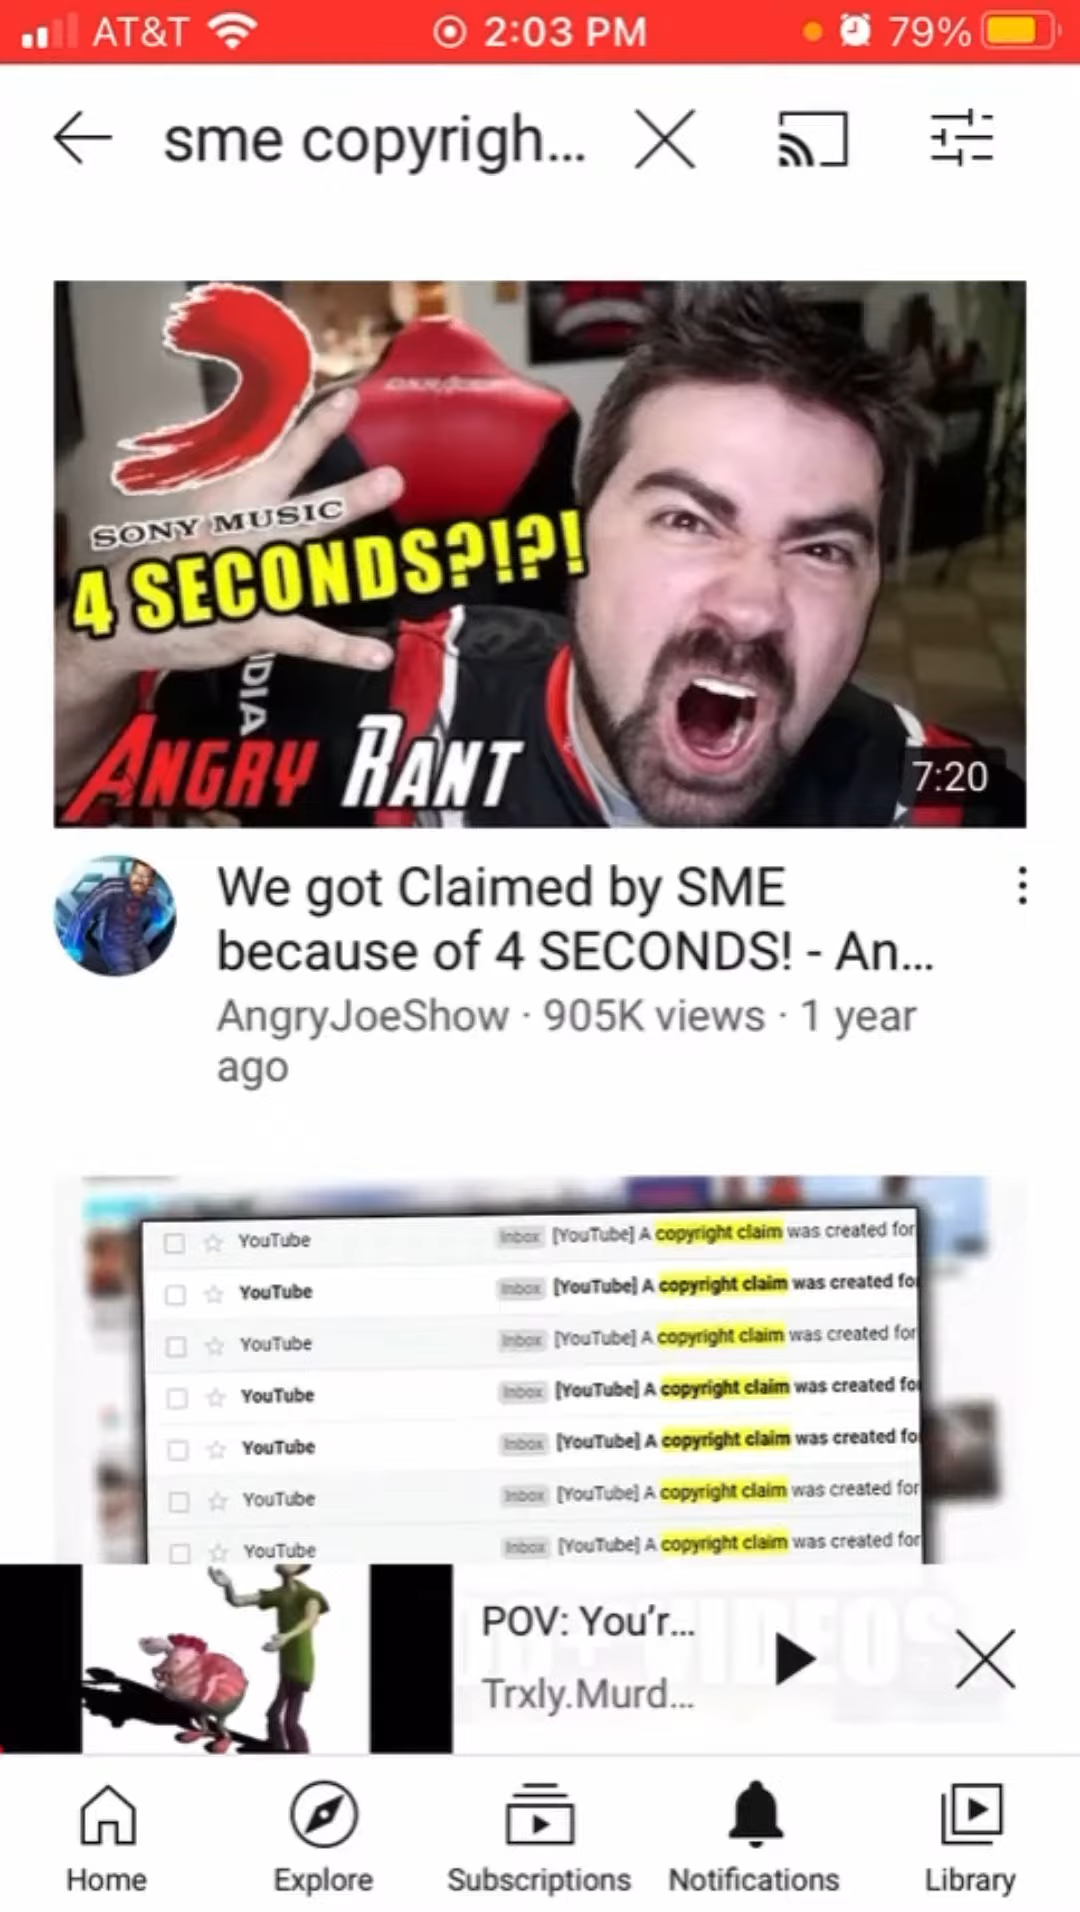 AT&T 2:03 PM 79%
sme copyrigh...
SONY MUSIC
4 SECONDS?!?!
IDIA
ANGRY RANT
7:20
We got Claimed by SME
because of 4 SECONDS! - An...
AngryJoeShow · 905K views · 1 year
ago
YouTube Inbox [YouTube] A copyright claim was created for
YouTube Inbox [YouTube] A copyright claim was created fo
YouTube Inbox [YouTube] A copyright claim was created for
YouTube Inbox [YouTube] A copyright claim was created fo
YouTube Inbox [YouTube] A copyright claim was created fo
YouTube Inbox [YouTube] A copyright claim was created for
YouTube Inbox [YouTube] A copyright claim was created for
VIDEOS
POV: You'r...
Trxly.Murd...
Home Explore Subscriptions Notifications Library